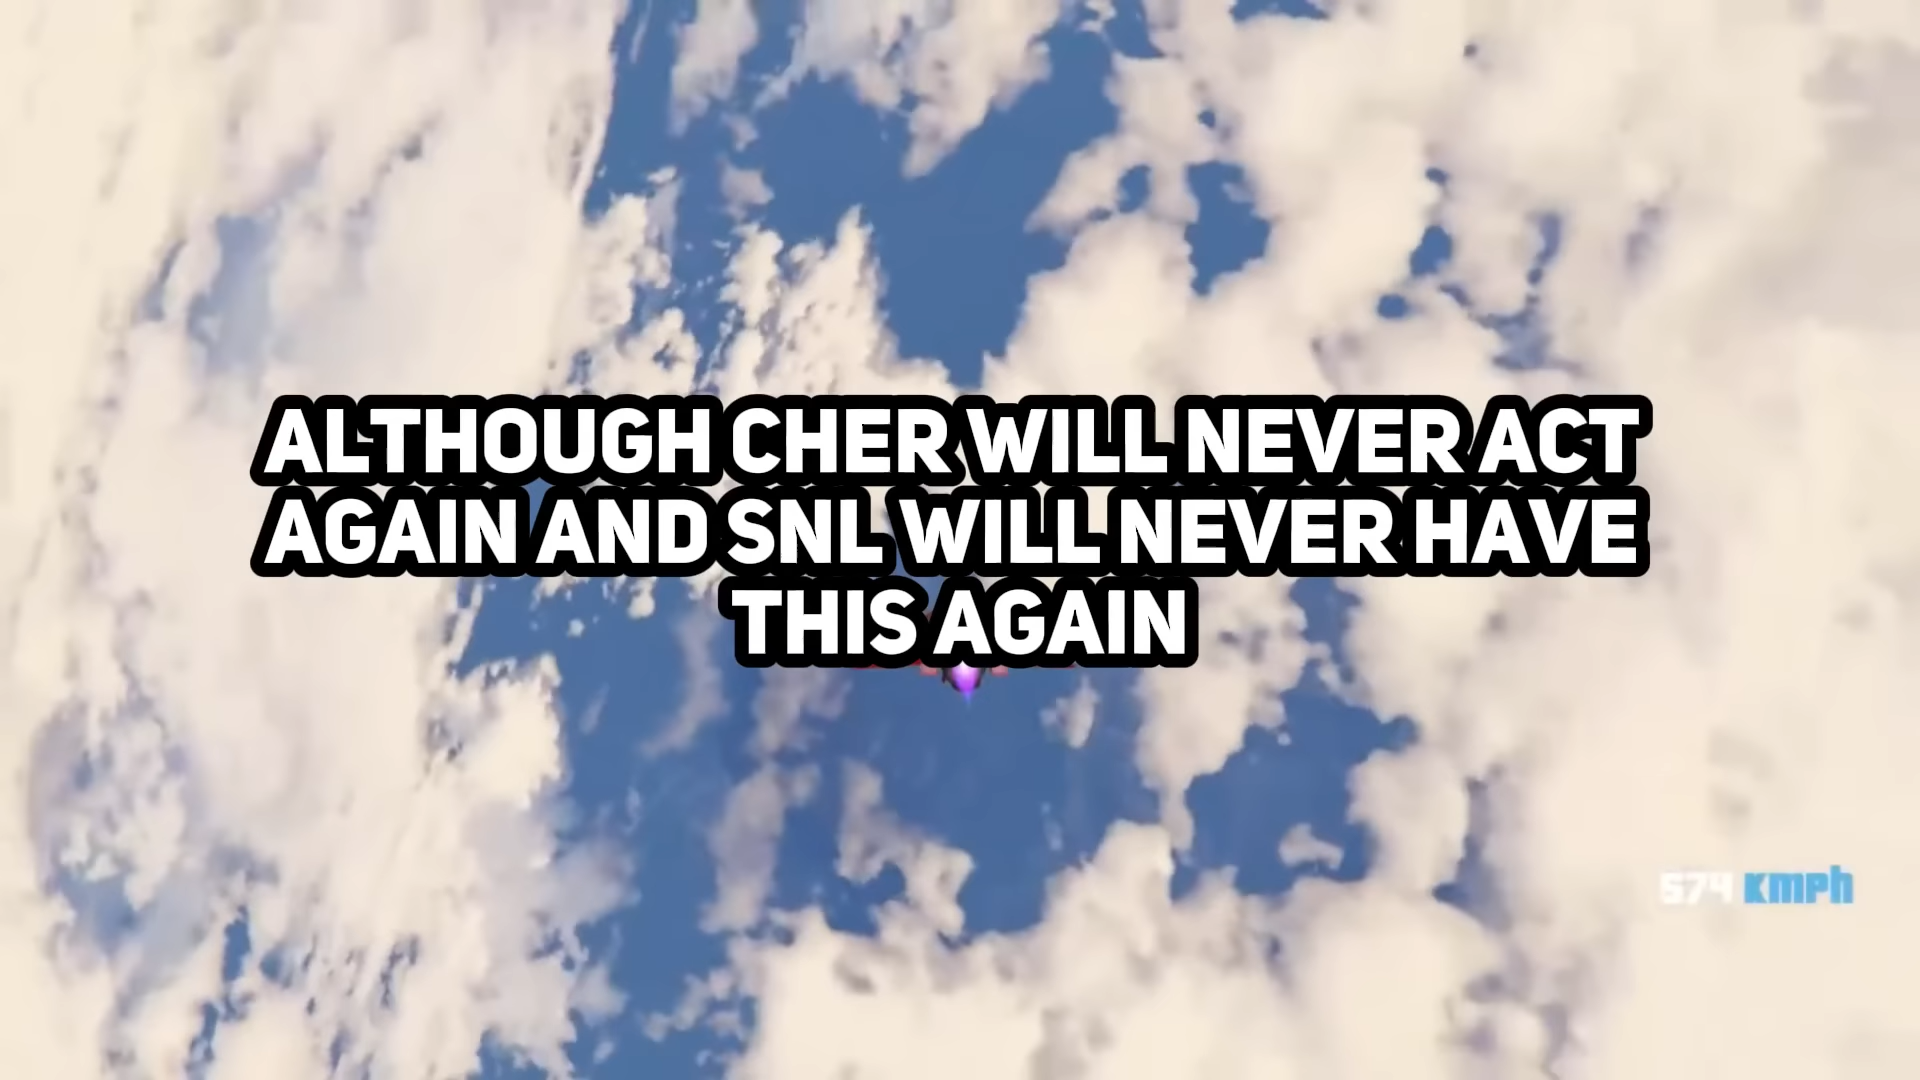 ALTHOUGH CHER WILL NEVER ACT
AGAIN AND SNL WILL NEVER HAVE
THIS AGAIN
574 kmph